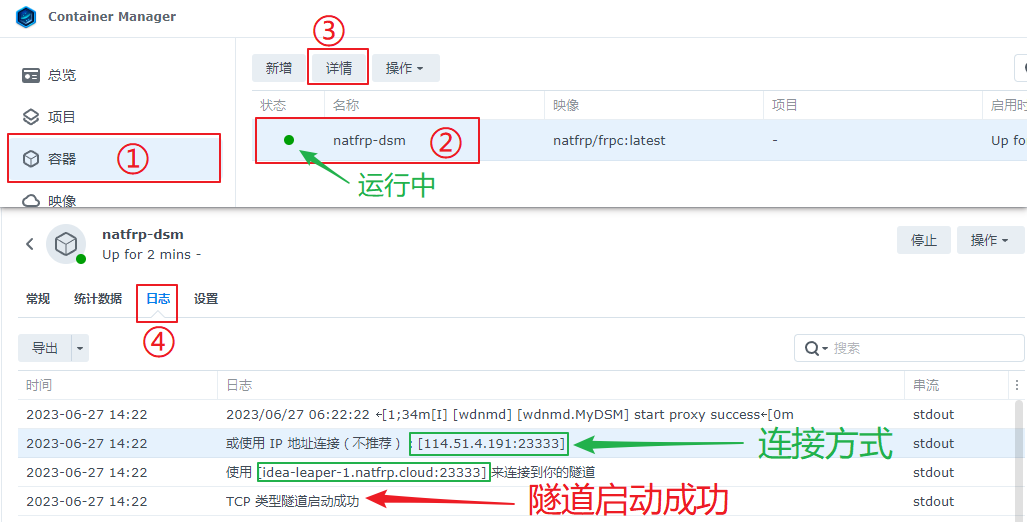 Container Manager
③
新增 详情 操作
总览
状态 名称 映像 项目 启用时
项目
natfrp-dsm ② natfrp/frpc:latest - Up fo
容器 ①
运行中
映像
natfrp-dsm
Up for 2 mins -
停止 操作
常规 统计数据 日志 设置
④
导出 搜索
时间 日志 串流
2023-06-27 14:22 2023/06/27 06:22:22 ←[1;34m[I] [wdnmd] [wdnmd.MyDSM] start proxy success←[0m stdout
2023-06-27 14:22 或使用 IP 地址连接（不推荐）: [114.51.4.191:23333] stdout
连接方式
2023-06-27 14:22 使用 [idea-leaper-1.natfrp.cloud:23333] 来连接到你的隧道 stdout
2023-06-27 14:22 TCP 类型隧道启动成功 stdout
隧道启动成功